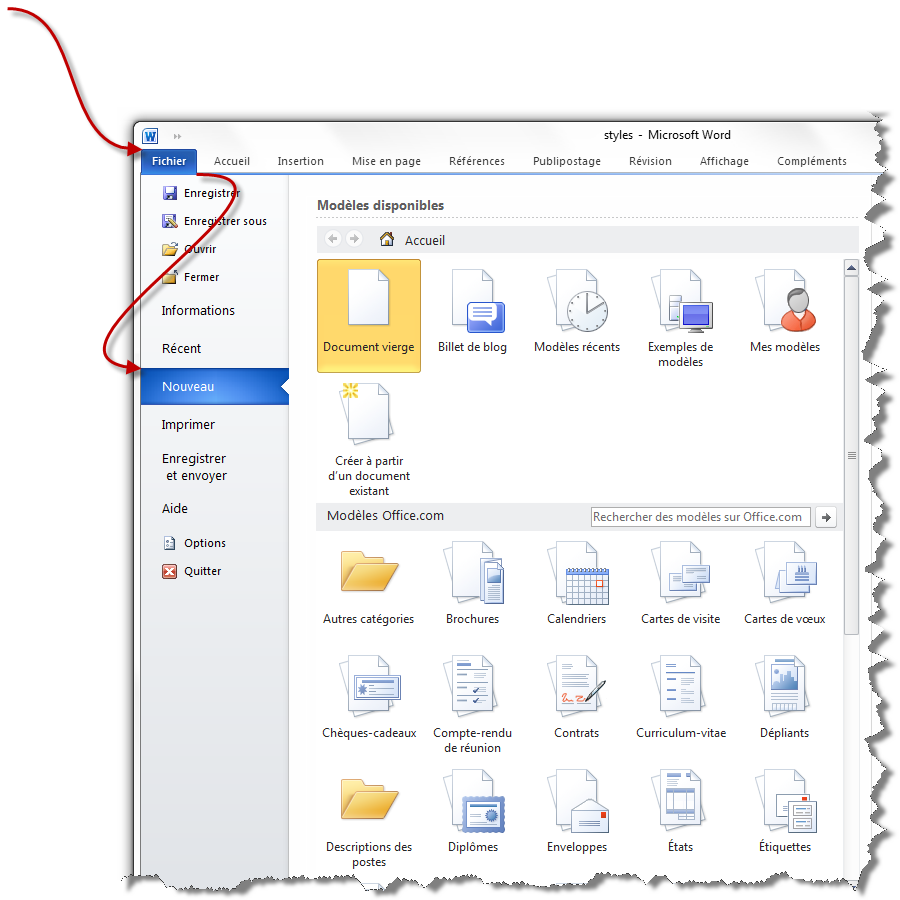 styles - Microsoft Word
Fichier Accueil Insertion Mise en page Références Publipostage Révision Affichage Compléments
Enregistrer
Enregistrer sous
Ouvrir
Fermer
Informations
Récent
Nouveau
Imprimer
Enregistrer
et envoyer
Aide
Options
Quitter
Modèles disponibles
Accueil
Document vierge
Billet de blog
Modèles récents
Exemples de
modèles
Mes modèles
Créer à partir
d'un document
existant
Modèles Office.com
Rechercher des modèles sur Office.com
Autres catégories
Brochures
Calendriers
Cartes de visite
Cartes de vœux
Chèques-cadeaux
Compte-rendu
de réunion
Contrats
Curriculum-vitae
Dépliants
Descriptions des
postes
Diplômes
Enveloppes
États
Étiquettes